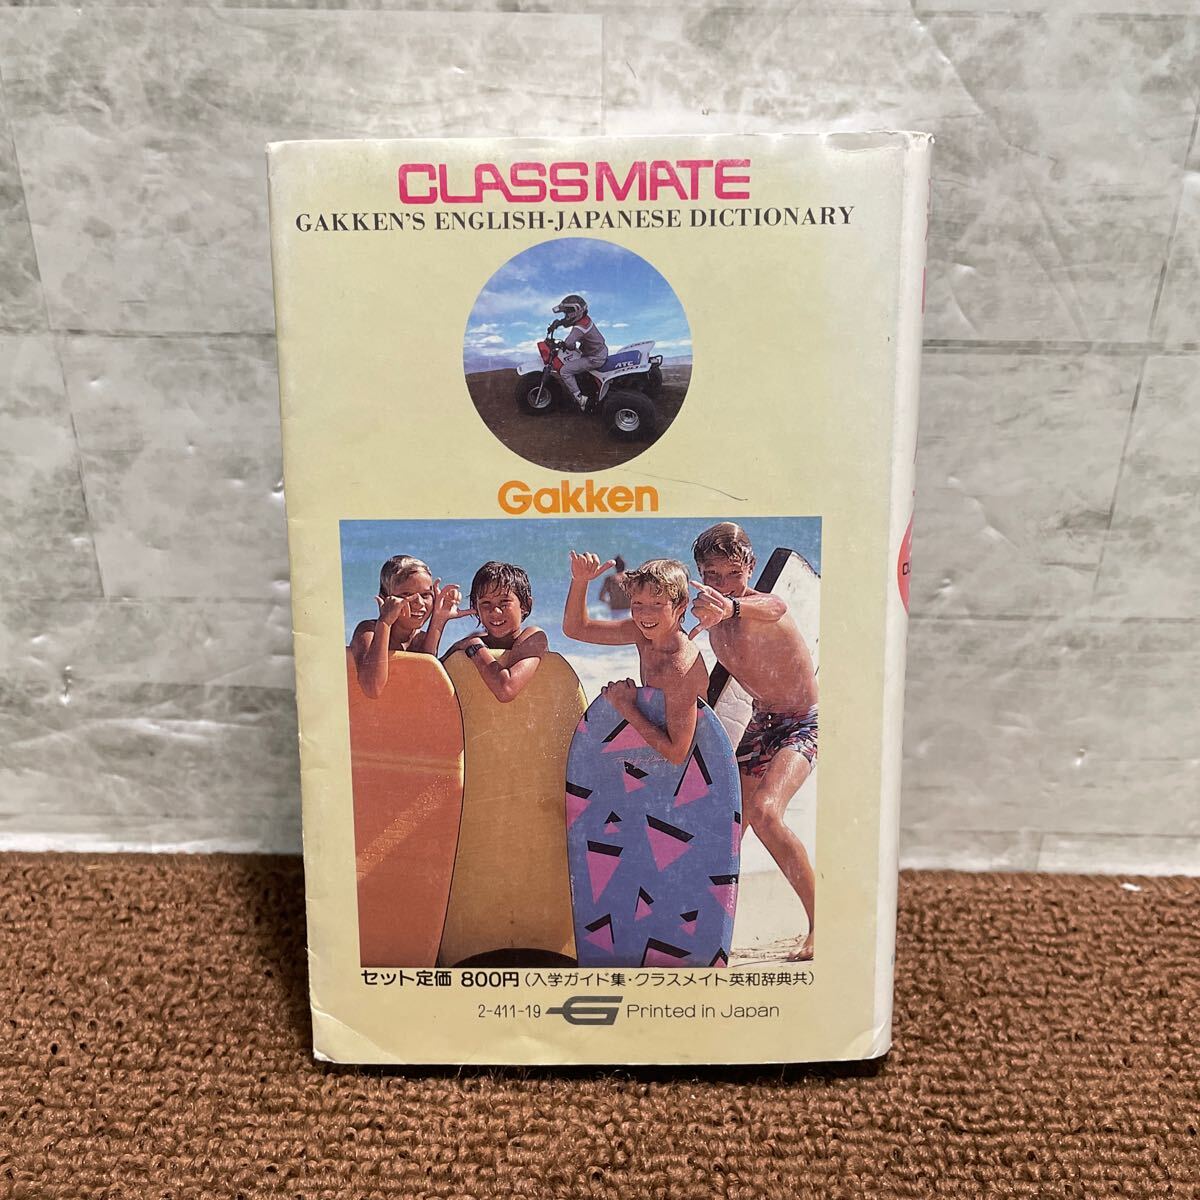 CLASSMATE
GAKKEN'S ENGLISH-JAPANESE DICTIONARY
ATC
200
Gakken
セット定価 800円(入学ガイド集・クラスメイト英和辞典共)
2-411-19 G Printed in Japan